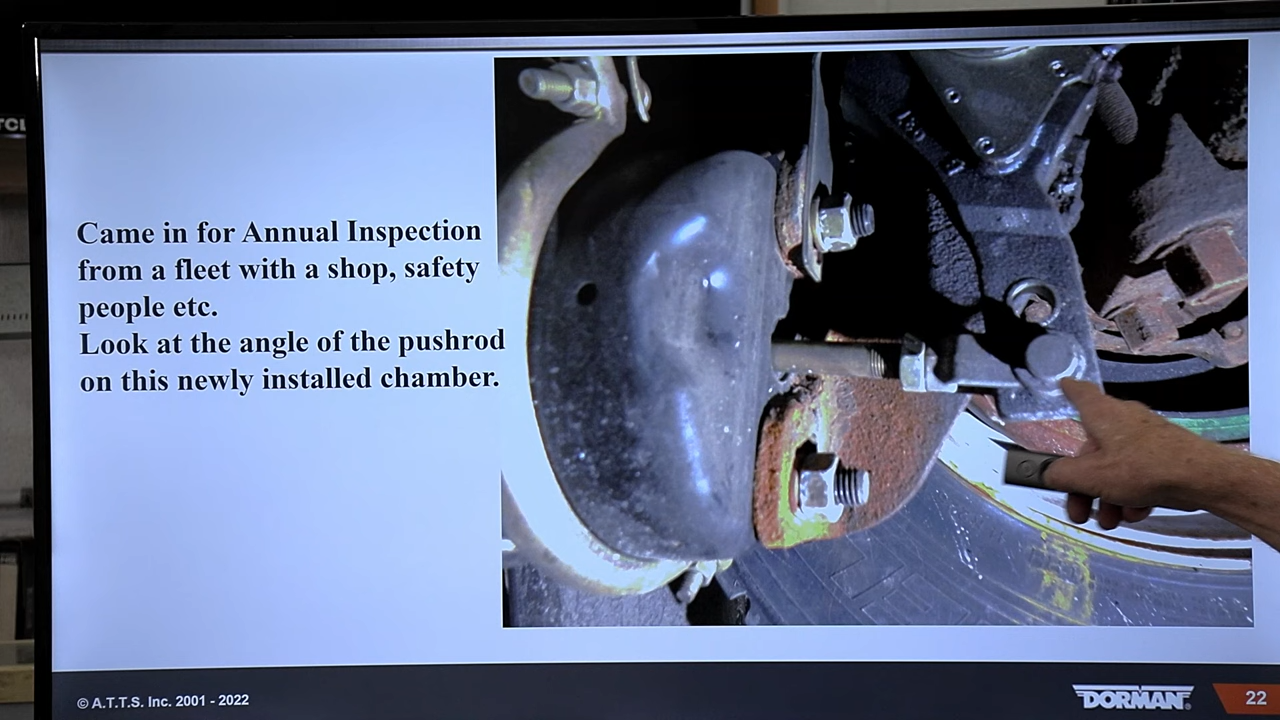 Came in for Annual Inspection
from a fleet with a shop, safety
people etc.
Look at the angle of the pushrod
on this newly installed chamber.
© A.T.T.S. Inc. 2001 - 2022
DORMAN®
22